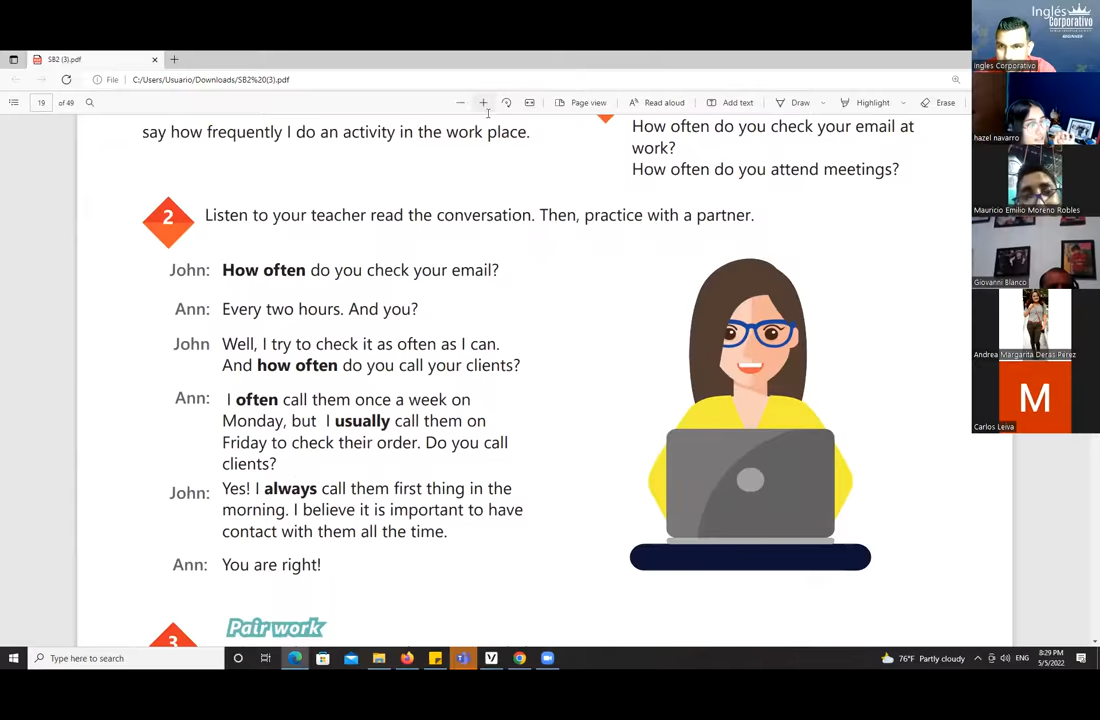 SB2 (3).pdf
File
C:/Users/Usuario/Downloads/SB2%20(3).pdf
19 of 49
Page view
Read aloud
Add text
Draw
Highlight
Erase
say how frequently I do an activity in the work place.
How often do you check your email at
work?
How often do you attend meetings?
2
Listen to your teacher read the conversation. Then, practice with a partner.
John: How often do you check your email?
Ann: Every two hours. And you?
John Well, I try to check it as often as I can.
And how often do you call your clients?
Ann: I often call them once a week on
Monday, but I usually call them on
Friday to check their order. Do you call
clients?
John: Yes! I always call them first thing in the
morning. I believe it is important to have
contact with them all the time.
Ann: You are right!
3
Pair work
Inglés
Corporativo
BEGINNER
Ingles Corporativo
hazel navarro
Mauricio Emilio Moreno Robles
Giovanni Blanco
Andrea Margarita Deras Perez
M
Carlos Leiva
Type here to search
76°F Partly cloudy
ENG
8:29 PM
5/5/2022